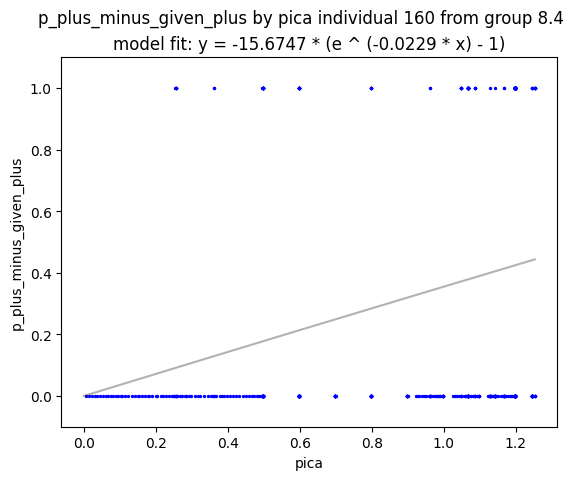 p_plus_minus_given_plus by pica individual 160 from group 8.4
model fit: y = -15.6747 * (e ^ (-0.0229 * x) - 1)
1.0
0.8
0.6
0.4
0.2
0.0
p_plus_minus_given_plus
0.0 0.2 0.4 0.6 0.8 1.0 1.2
pica